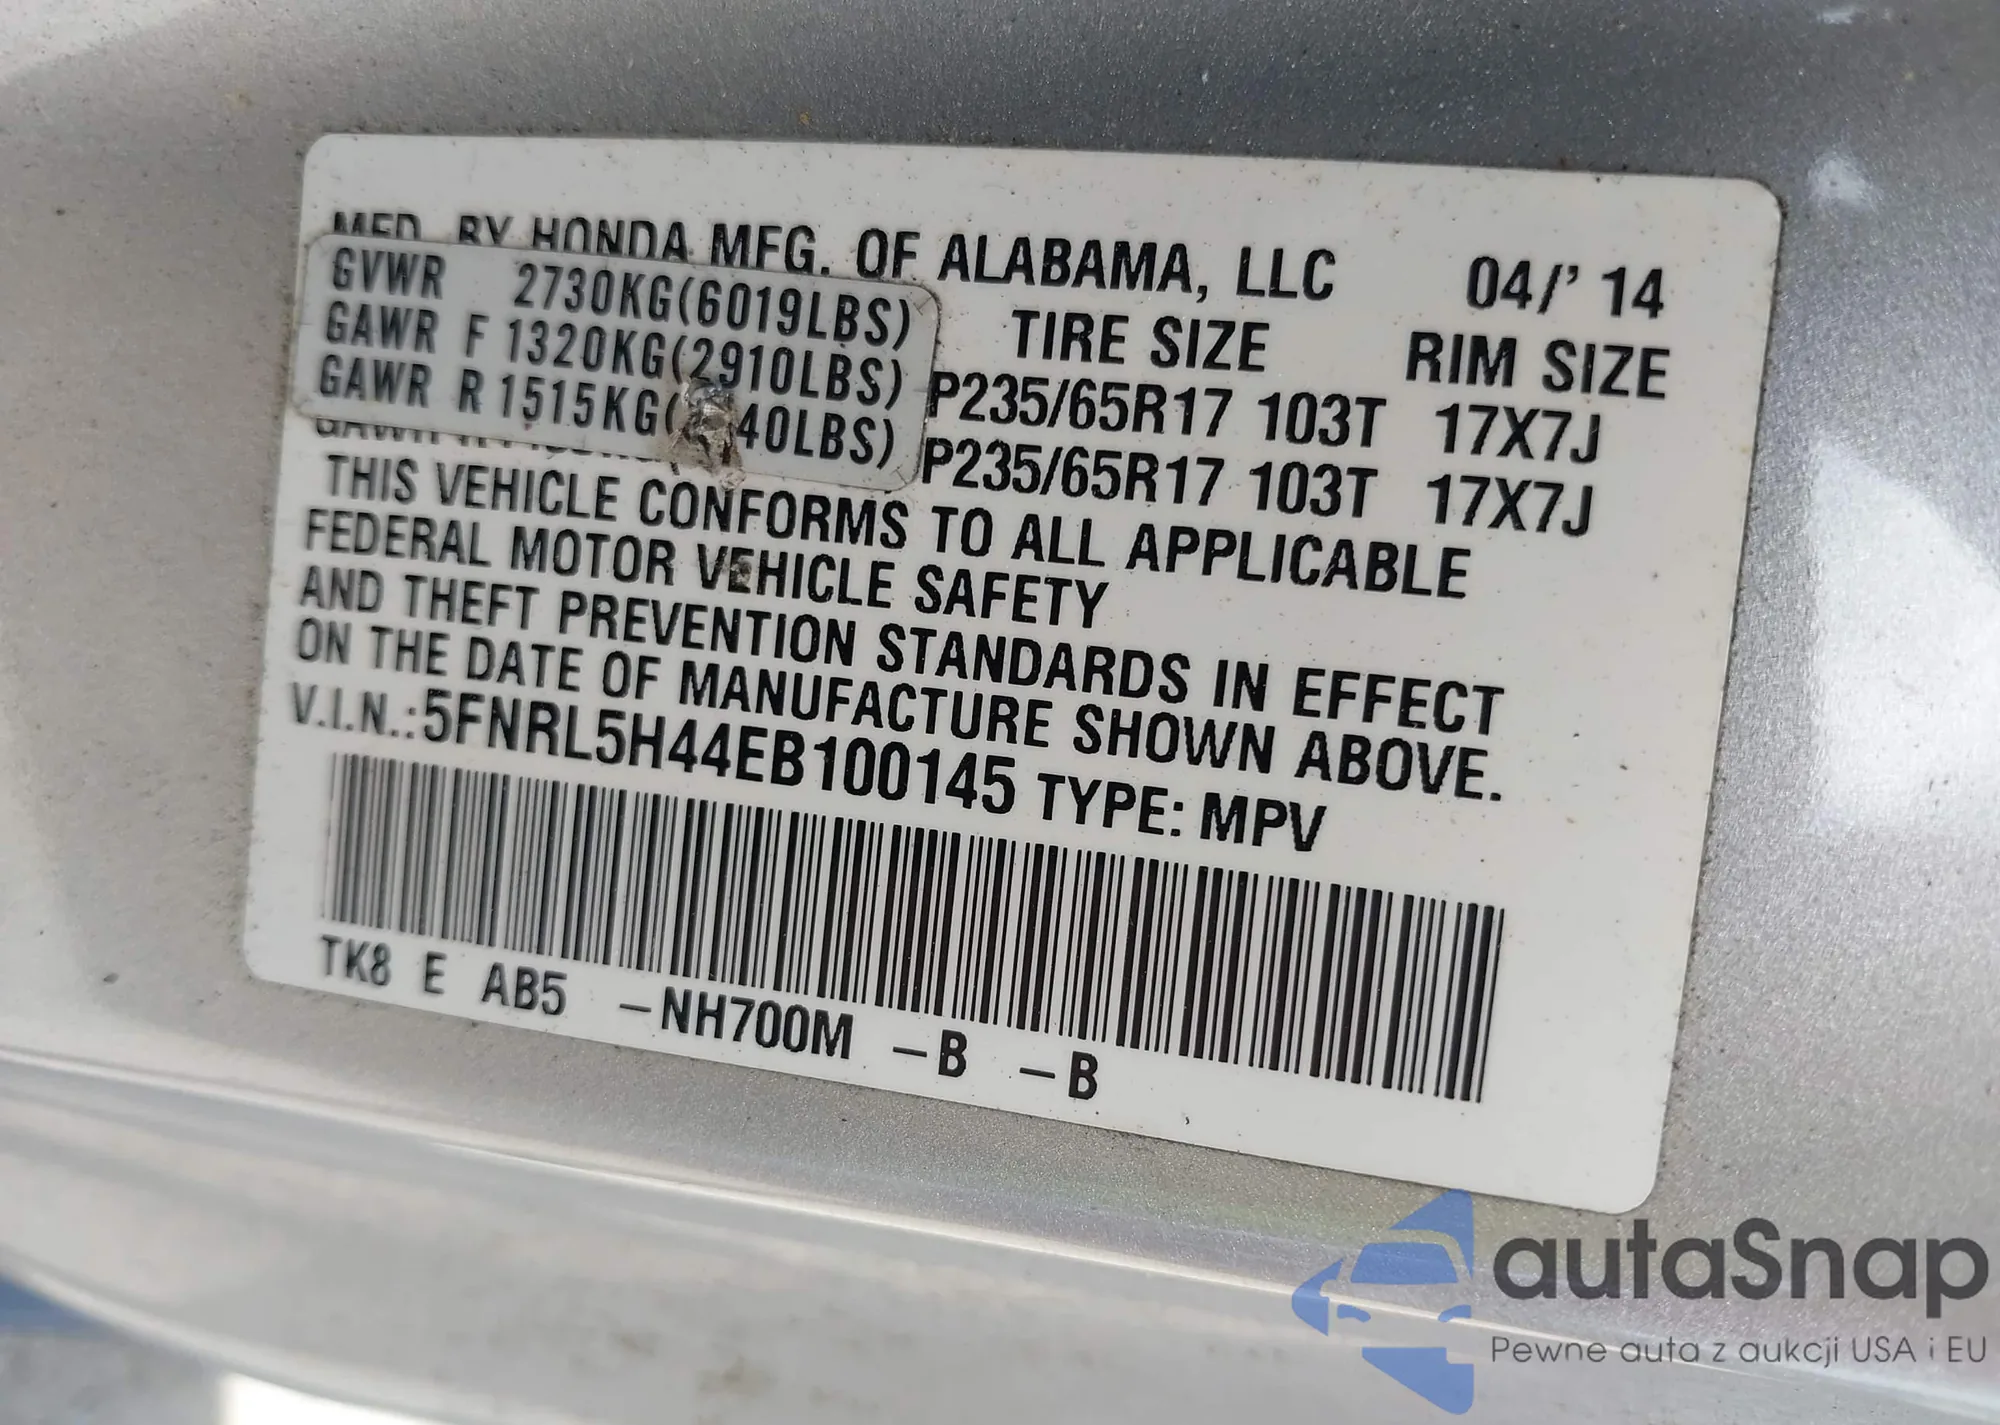 MFD. BY HONDA MFG. OF ALABAMA, LLC 04/' 14
TIRE SIZE RIM SIZE
GVWR 2730KG(6019LBS)
GAWR F 1320KG(2910LBS) P235/65R17 103T 17X7J
GAWR R 1515KG( 40LBS) P235/65R17 103T 17X7J
THIS VEHICLE CONFORMS TO ALL APPLICABLE
FEDERAL MOTOR VEHICLE SAFETY
AND THEFT PREVENTION STANDARDS IN EFFECT
ON THE DATE OF MANUFACTURE SHOWN ABOVE.
V.I.N.:5FNRL5H44EB100145 TYPE: MPV
TK8 E AB5 -NH700M -B -B
autaSnap
Pewne auta z aukcji USA i EU